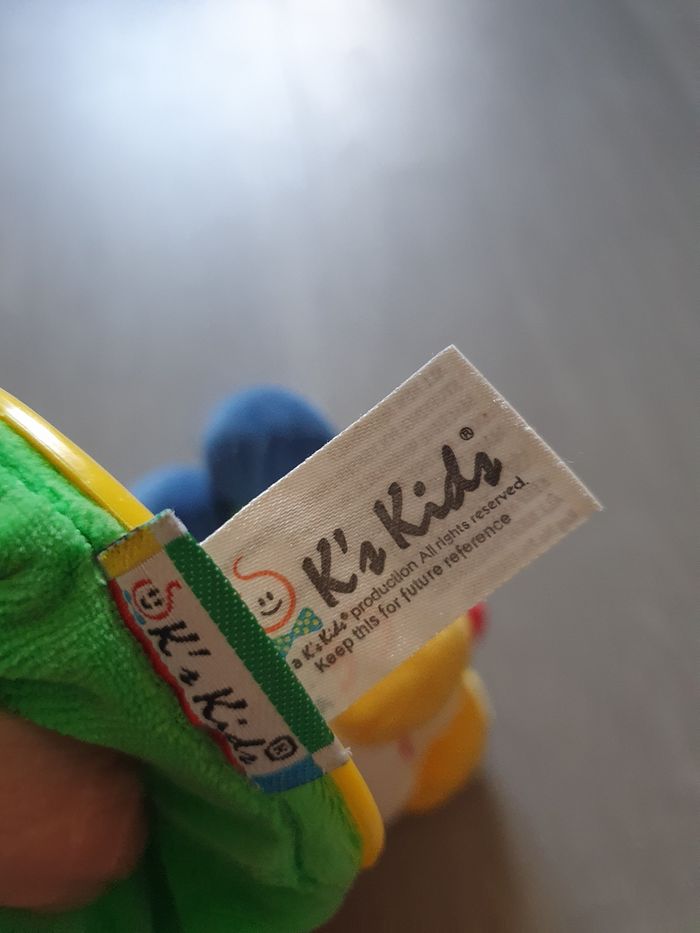 K's Kids®
a K's Kids® production All rights reserved.
Keep this for future reference
K's Kids®